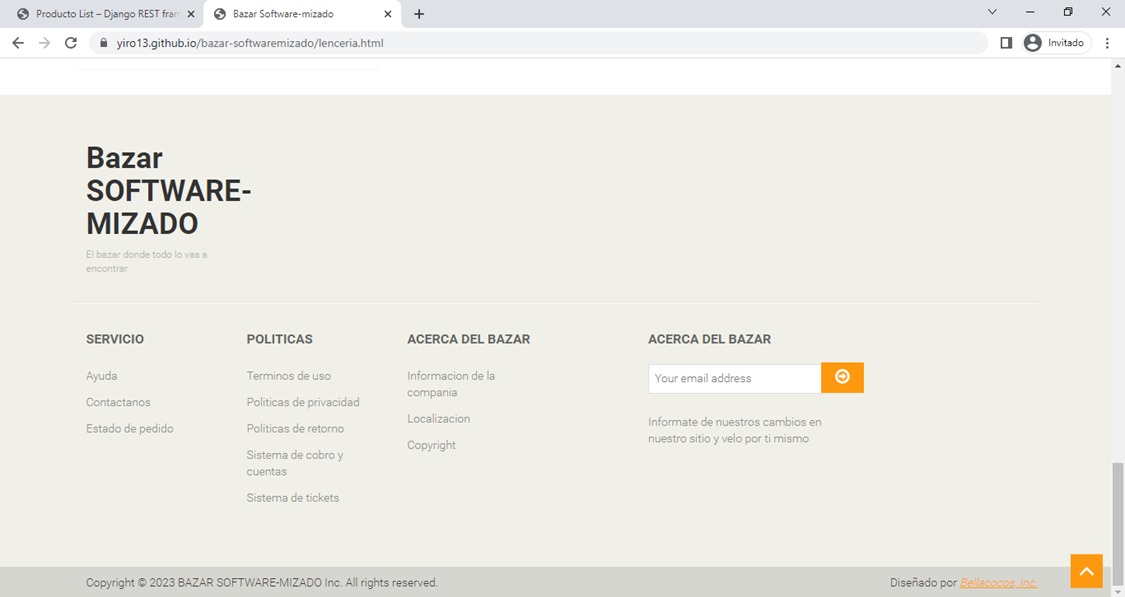 Producto List – Django REST fram
Bazar Software-mizado
yiro13.github.io/bazar-softwaremizado/lenceria.html
Invitado
Bazar
SOFTWARE-
MIZADO
El bazar donde todo lo vas a
encontrar
SERVICIO
Ayuda
Contactanos
Estado de pedido
POLITICAS
Terminos de uso
Politicas de privacidad
Politicas de retorno
Sistema de cobro y
cuentas
Sistema de tickets
ACERCA DEL BAZAR
Informacion de la
compania
Localizacion
Copyright
ACERCA DEL BAZAR
Your email address
Informate de nuestros cambios en
nuestro sitio y velo por ti mismo
Copyright © 2023 BAZAR SOFTWARE-MIZADO Inc. All rights reserved.
Diseñado por Bellacocos, inc.